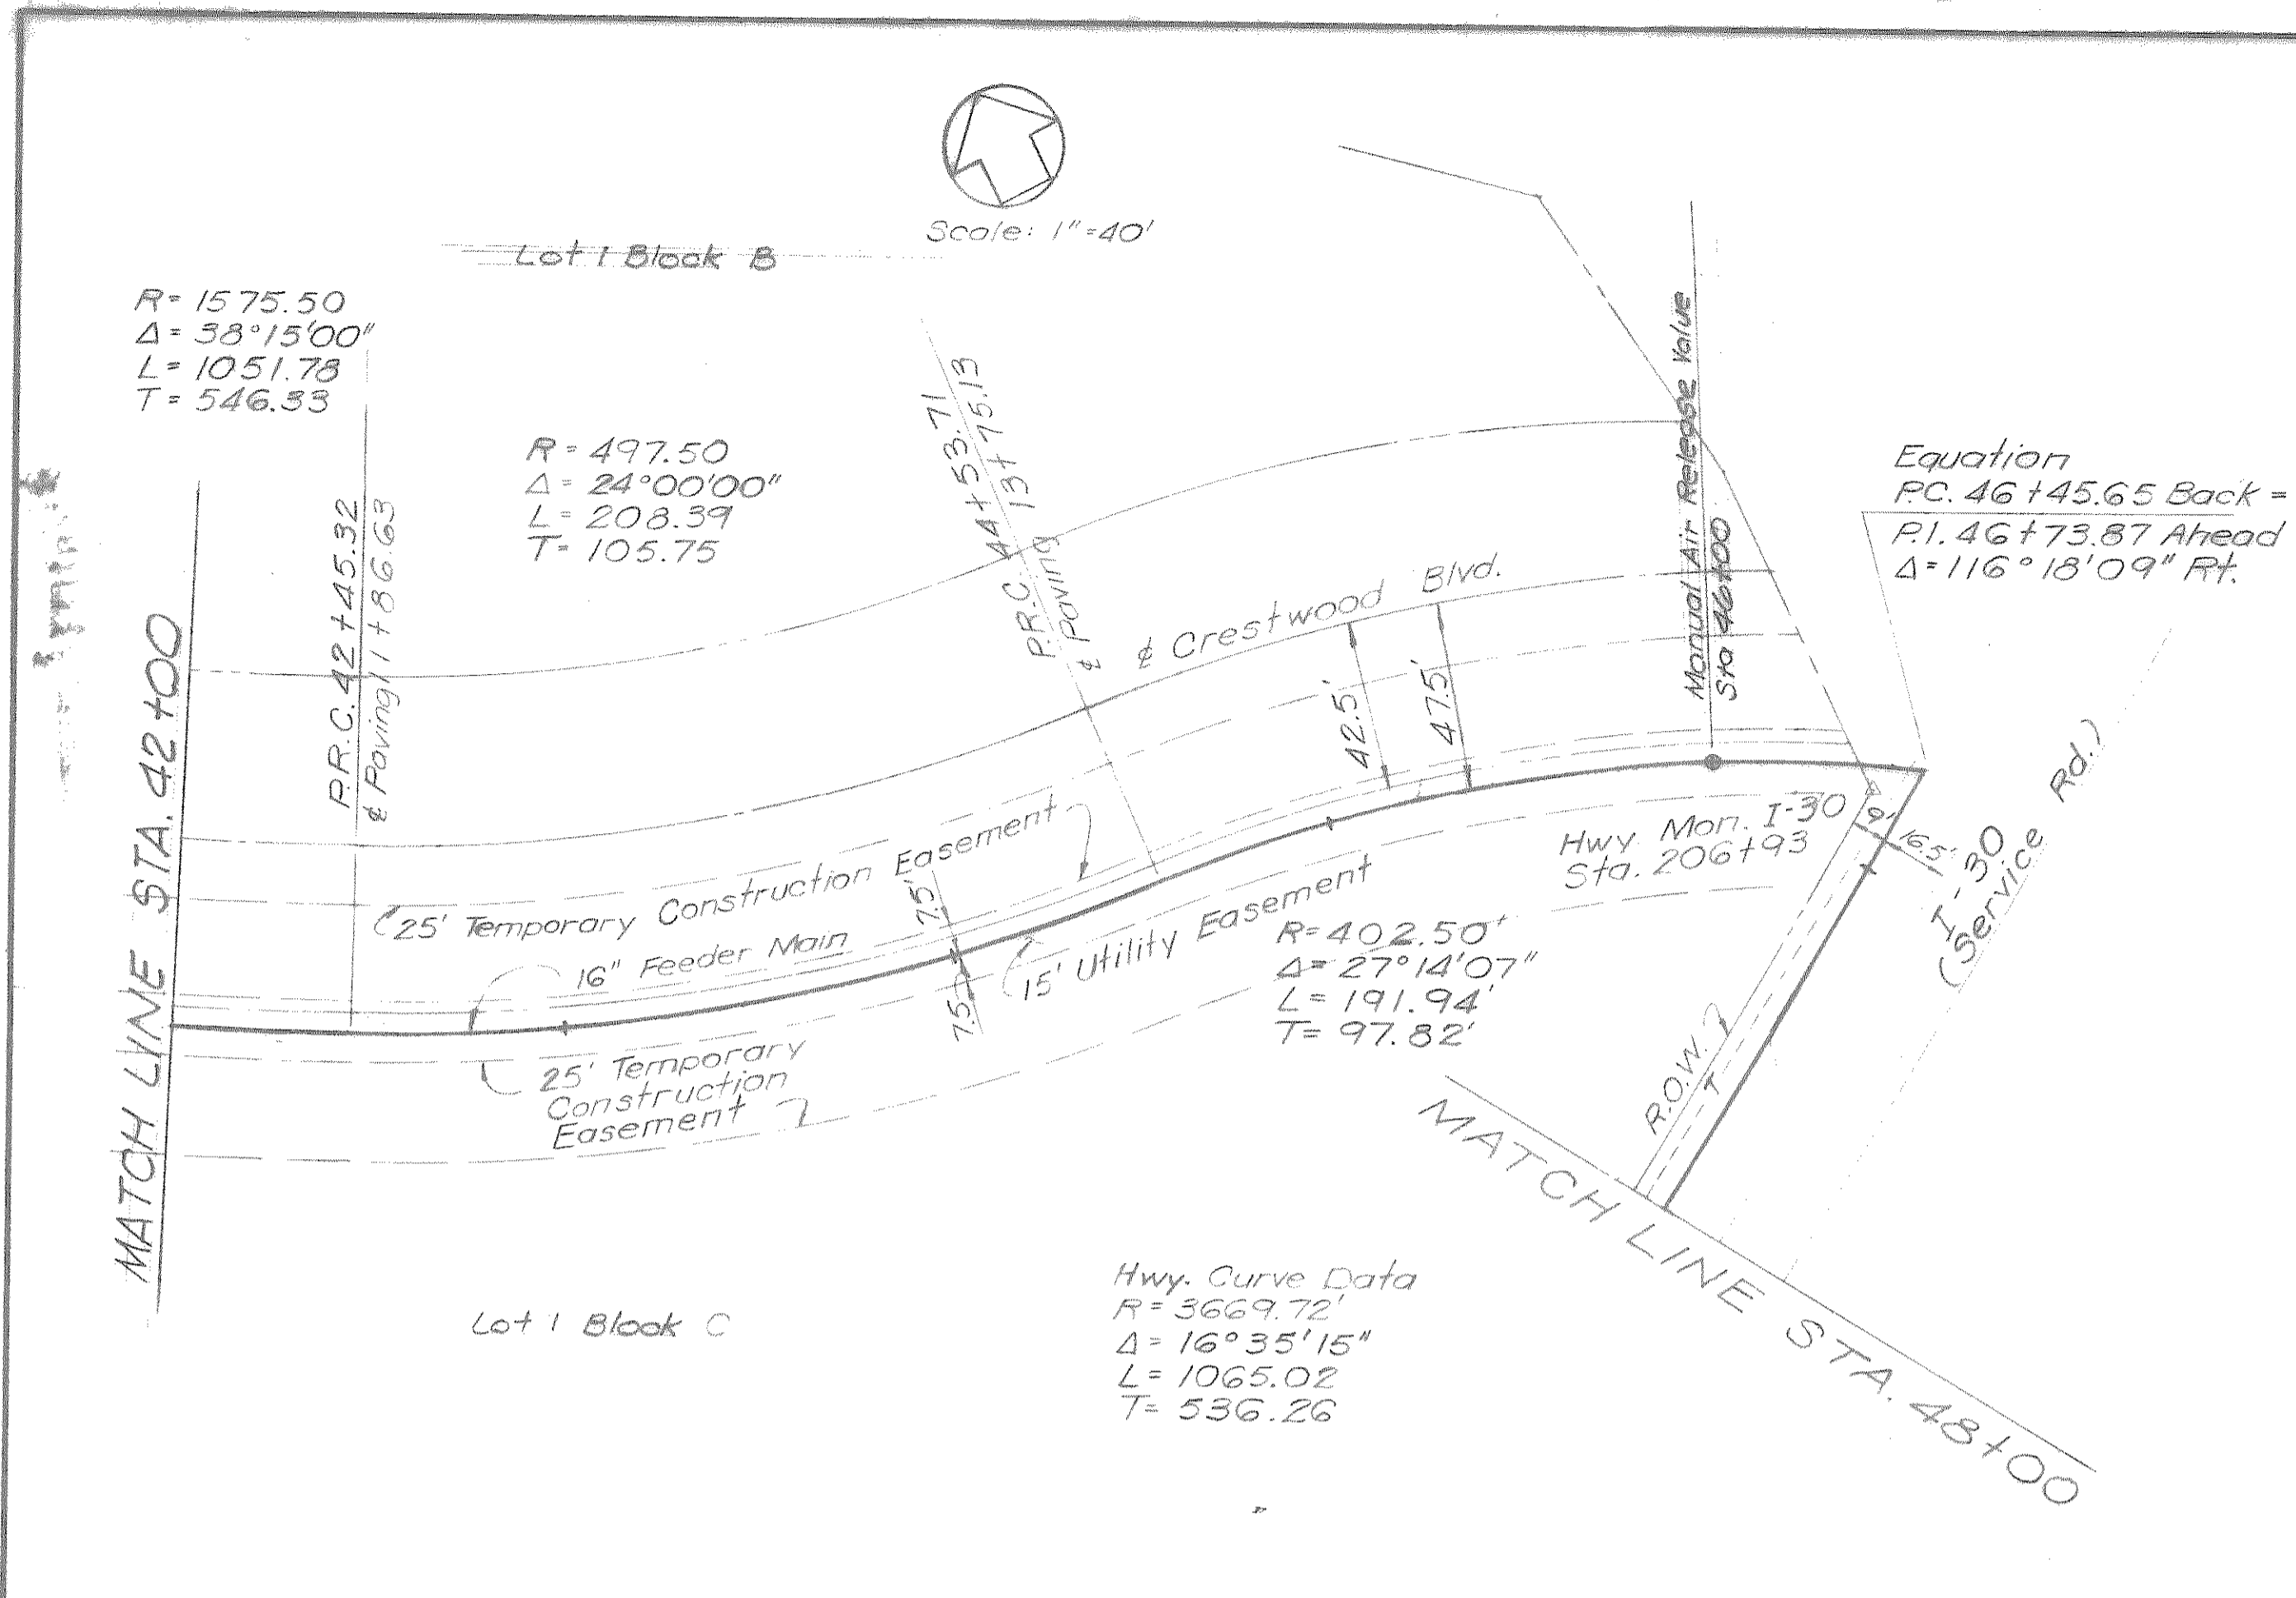 Scale: 1"=40'
Lot 1 Block B
R= 1575.50
Δ= 38°15'00"
L= 1051.78
T= 546.33
R= 497.50
Δ= 24°00'00"
L= 208.39
T= 105.75
MATCH LINE STA. 42+00
P.R.C. 42+45.32
℄ Paving 11+86.63
P.R.C. 44+53.71
℄ Paving 13+75.13
℄ Crestwood Blvd.
42.5'
47.5'
Manual Air Release Valve
Sta 46+00
Equation
P.C. 46+45.65 Back =
P.I. 46+73.87 Ahead
Δ=116°18'09" Rt.
25' Temporary Construction Easement
16" Feeder Main
7.5'
7.5'
15' Utility Easement
25' Temporary
Construction
Easement
Hwy. Mon. I-30
Sta. 206+93
9'
16.5'
I-30
(Service Rd.)
R=402.50'
Δ= 27°14'07"
L= 191.94'
T= 97.82'
R.O.W.
MATCH LINE STA. 48+00
Lot 1 Block C
Hwy. Curve Data
R= 3669.72'
Δ= 16°35'15"
L= 1065.02
T= 536.26